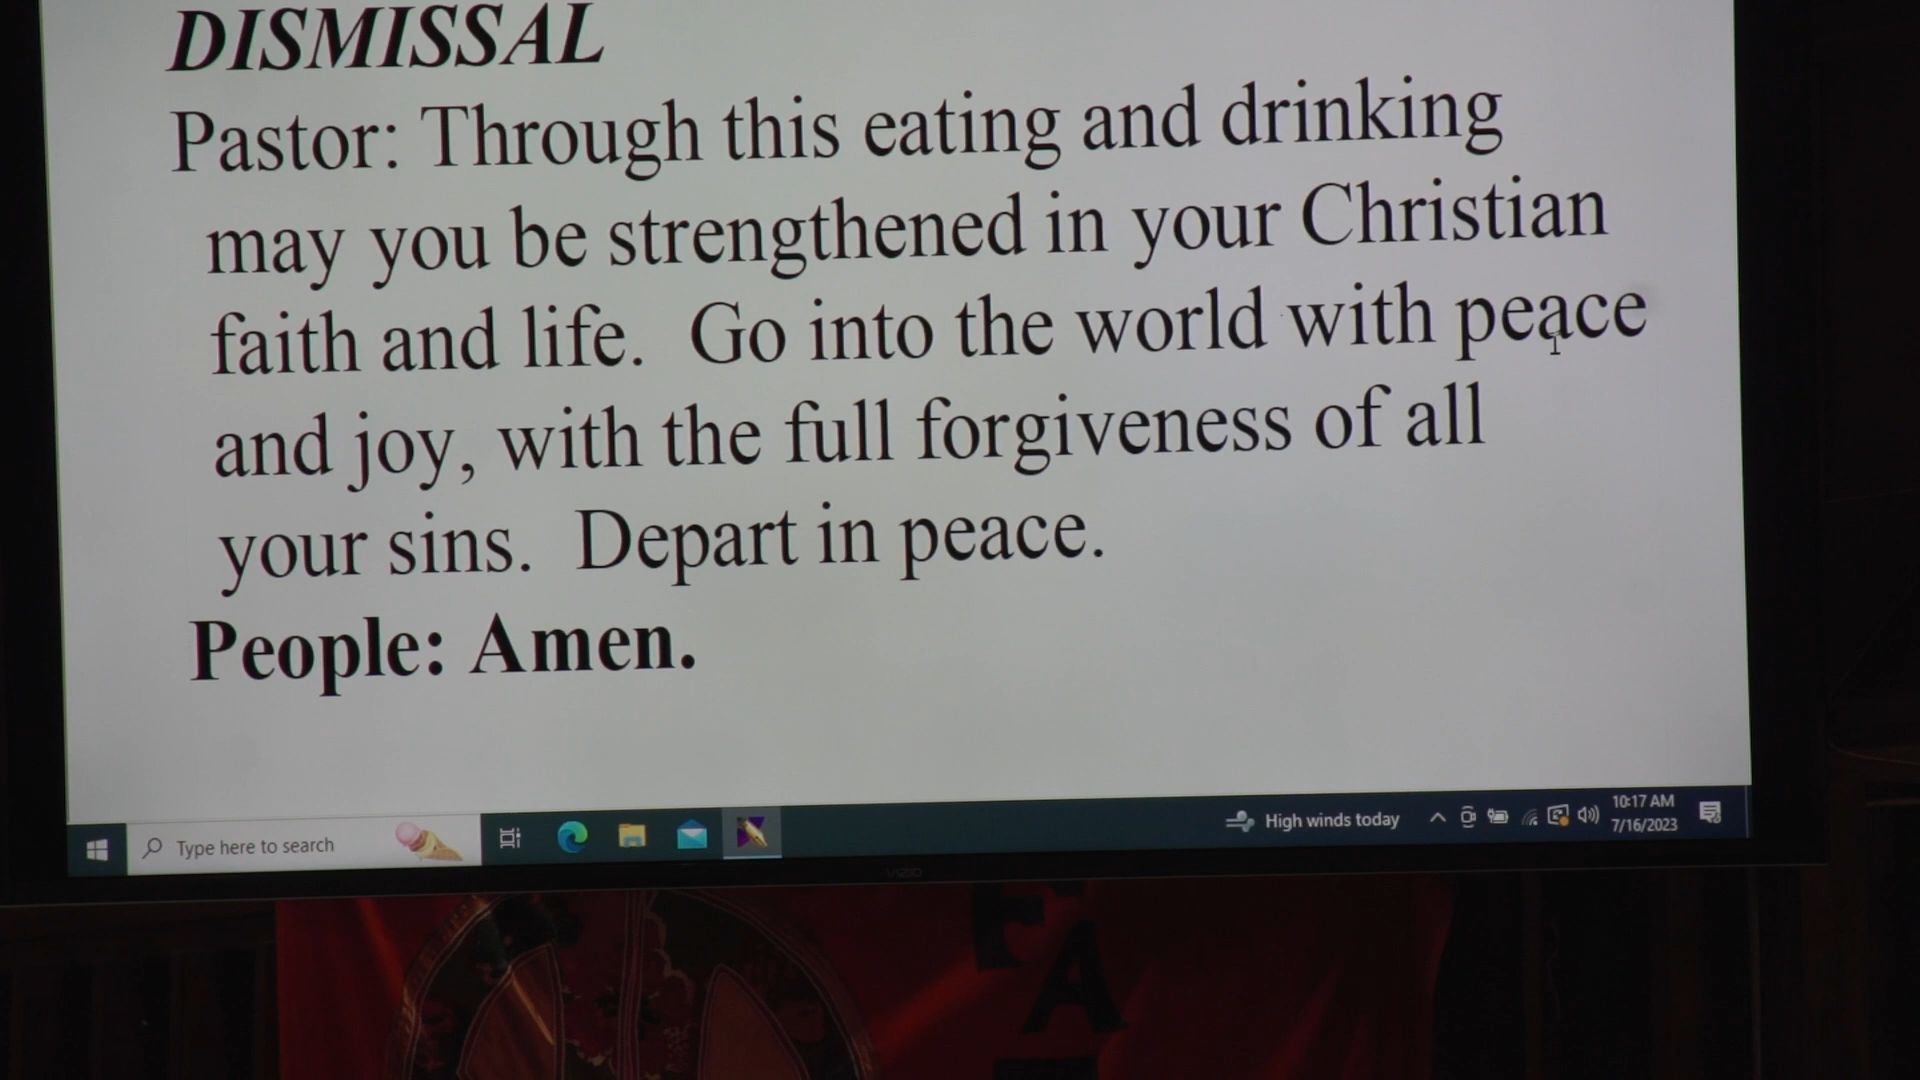 DISMISSAL
Pastor: Through this eating and drinking
may you be strengthened in your Christian
faith and life.  Go into the world with peace
and joy, with the full forgiveness of all
your sins.  Depart in peace.
People: Amen.
Type here to search
High winds today
10:17 AM
7/16/2023
VIZIO